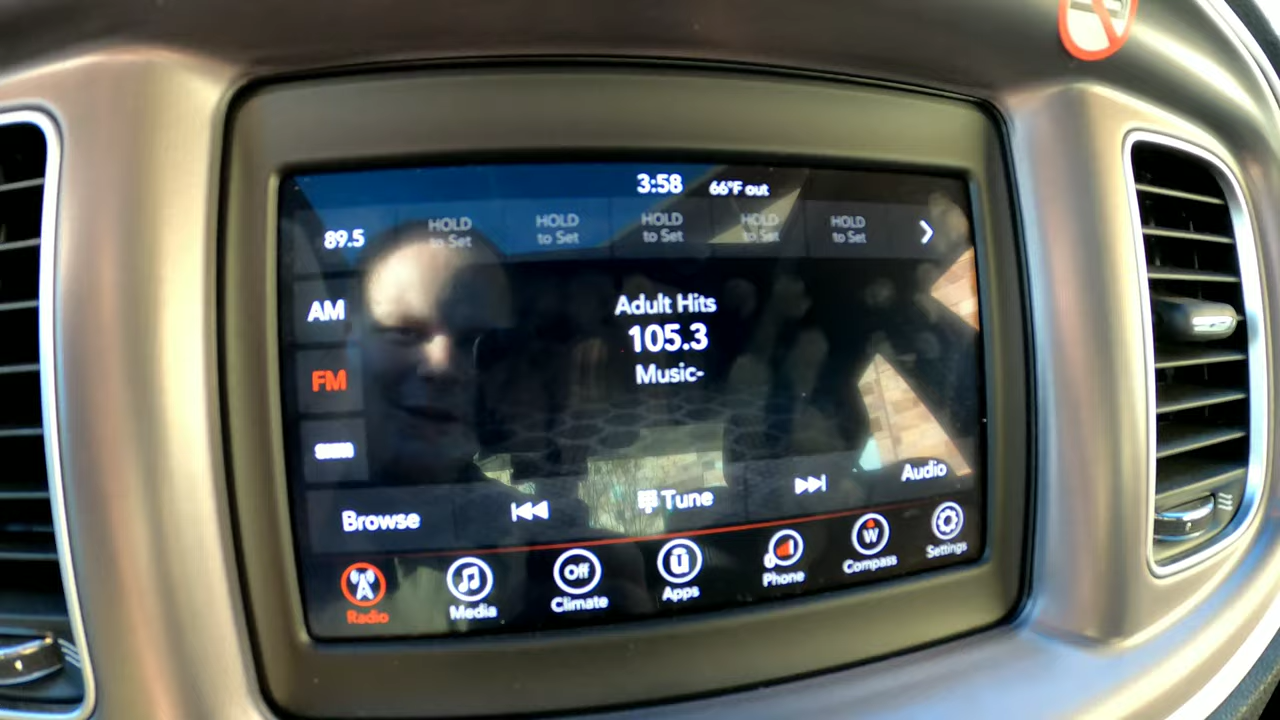 3:58 66°F out
89.5 HOLD to Set HOLD to Set HOLD to Set HOLD to Set HOLD to Set
AM
Adult Hits
105.3
FM
Music-
Browse Tune Audio
Radio Media Off Climate Apps Phone W Compass Settings